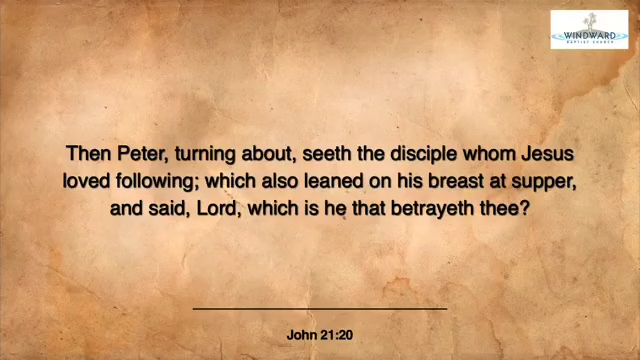 WINDWARD
BAPTIST CHURCH
Then Peter, turning about, seeth the disciple whom Jesus
loved following; which also leaned on his breast at supper,
and said, Lord, which is he that betrayeth thee?
John 21:20